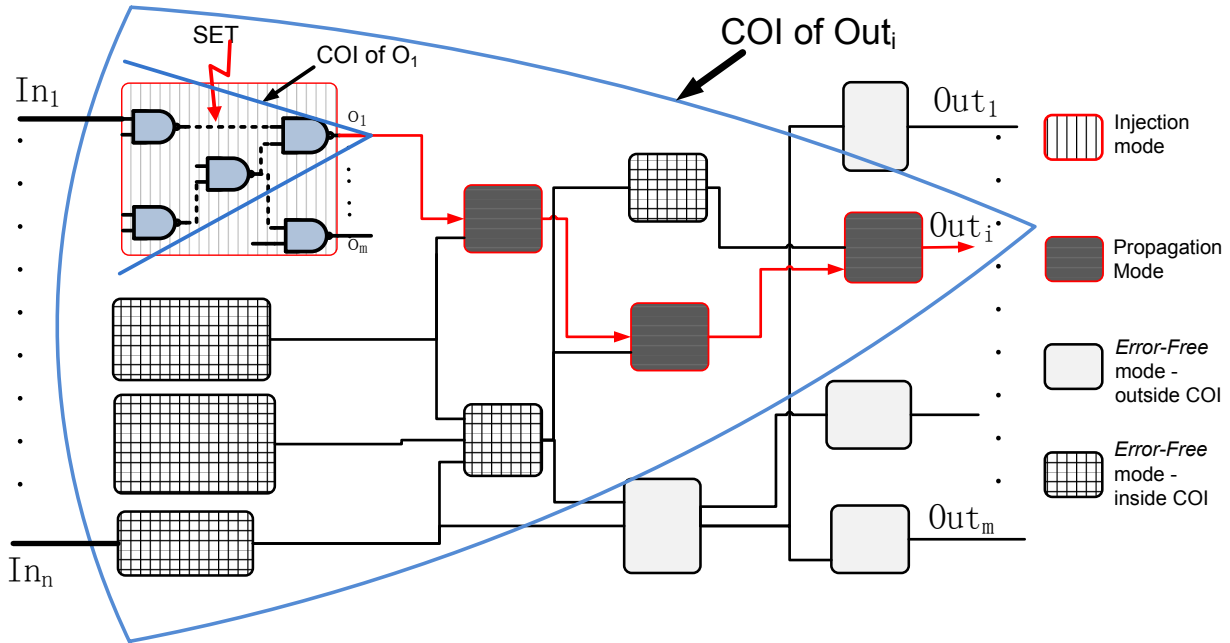 SET
COI of O1
COI of Outi
In1
O1
Om
Inn
Out1
Outi
Outm
Injection
mode
Propagation
Mode
Error-Free
mode -
outside COI
Error-Free
mode -
inside COI